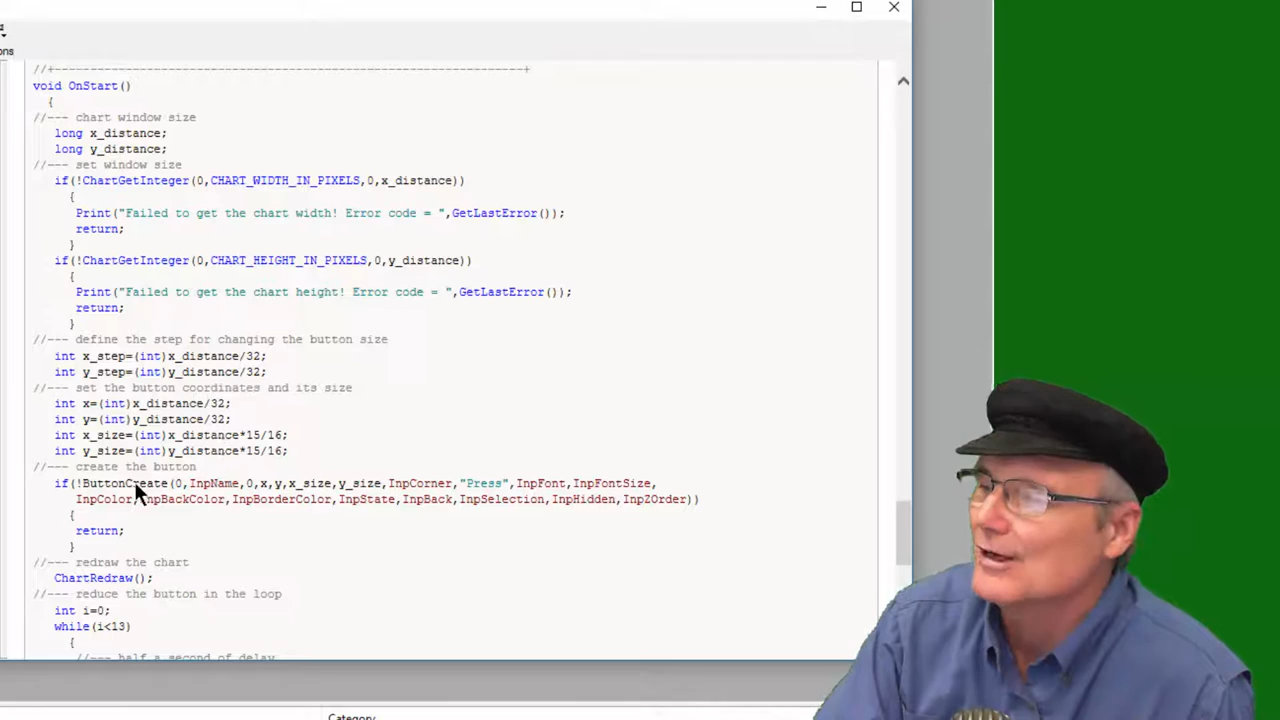 ons
//+------------------------------------------------------------------+
void OnStart()
{
//--- chart window size
long x_distance;
long y_distance;
//--- set window size
if(!ChartGetInteger(0,CHART_WIDTH_IN_PIXELS,0,x_distance))
{
Print("Failed to get the chart width! Error code = ",GetLastError());
return;
}
if(!ChartGetInteger(0,CHART_HEIGHT_IN_PIXELS,0,y_distance))
{
Print("Failed to get the chart height! Error code = ",GetLastError());
return;
}
//--- define the step for changing the button size
int x_step=(int)x_distance/32;
int y_step=(int)y_distance/32;
//--- set the button coordinates and its size
int x=(int)x_distance/32;
int y=(int)y_distance/32;
int x_size=(int)x_distance*15/16;
int y_size=(int)y_distance*15/16;
//--- create the button
if(!ButtonCreate(0,InpName,0,x,y,x_size,y_size,InpCorner,"Press",InpFont,InpFontSize,
InpColor,InpBackColor,InpBorderColor,InpState,InpBack,InpSelection,InpHidden,InpZOrder))
{
return;
}
//--- redraw the chart
ChartRedraw();
//--- reduce the button in the loop
int i=0;
while(i<13)
{
//--- half a second of delay
Category